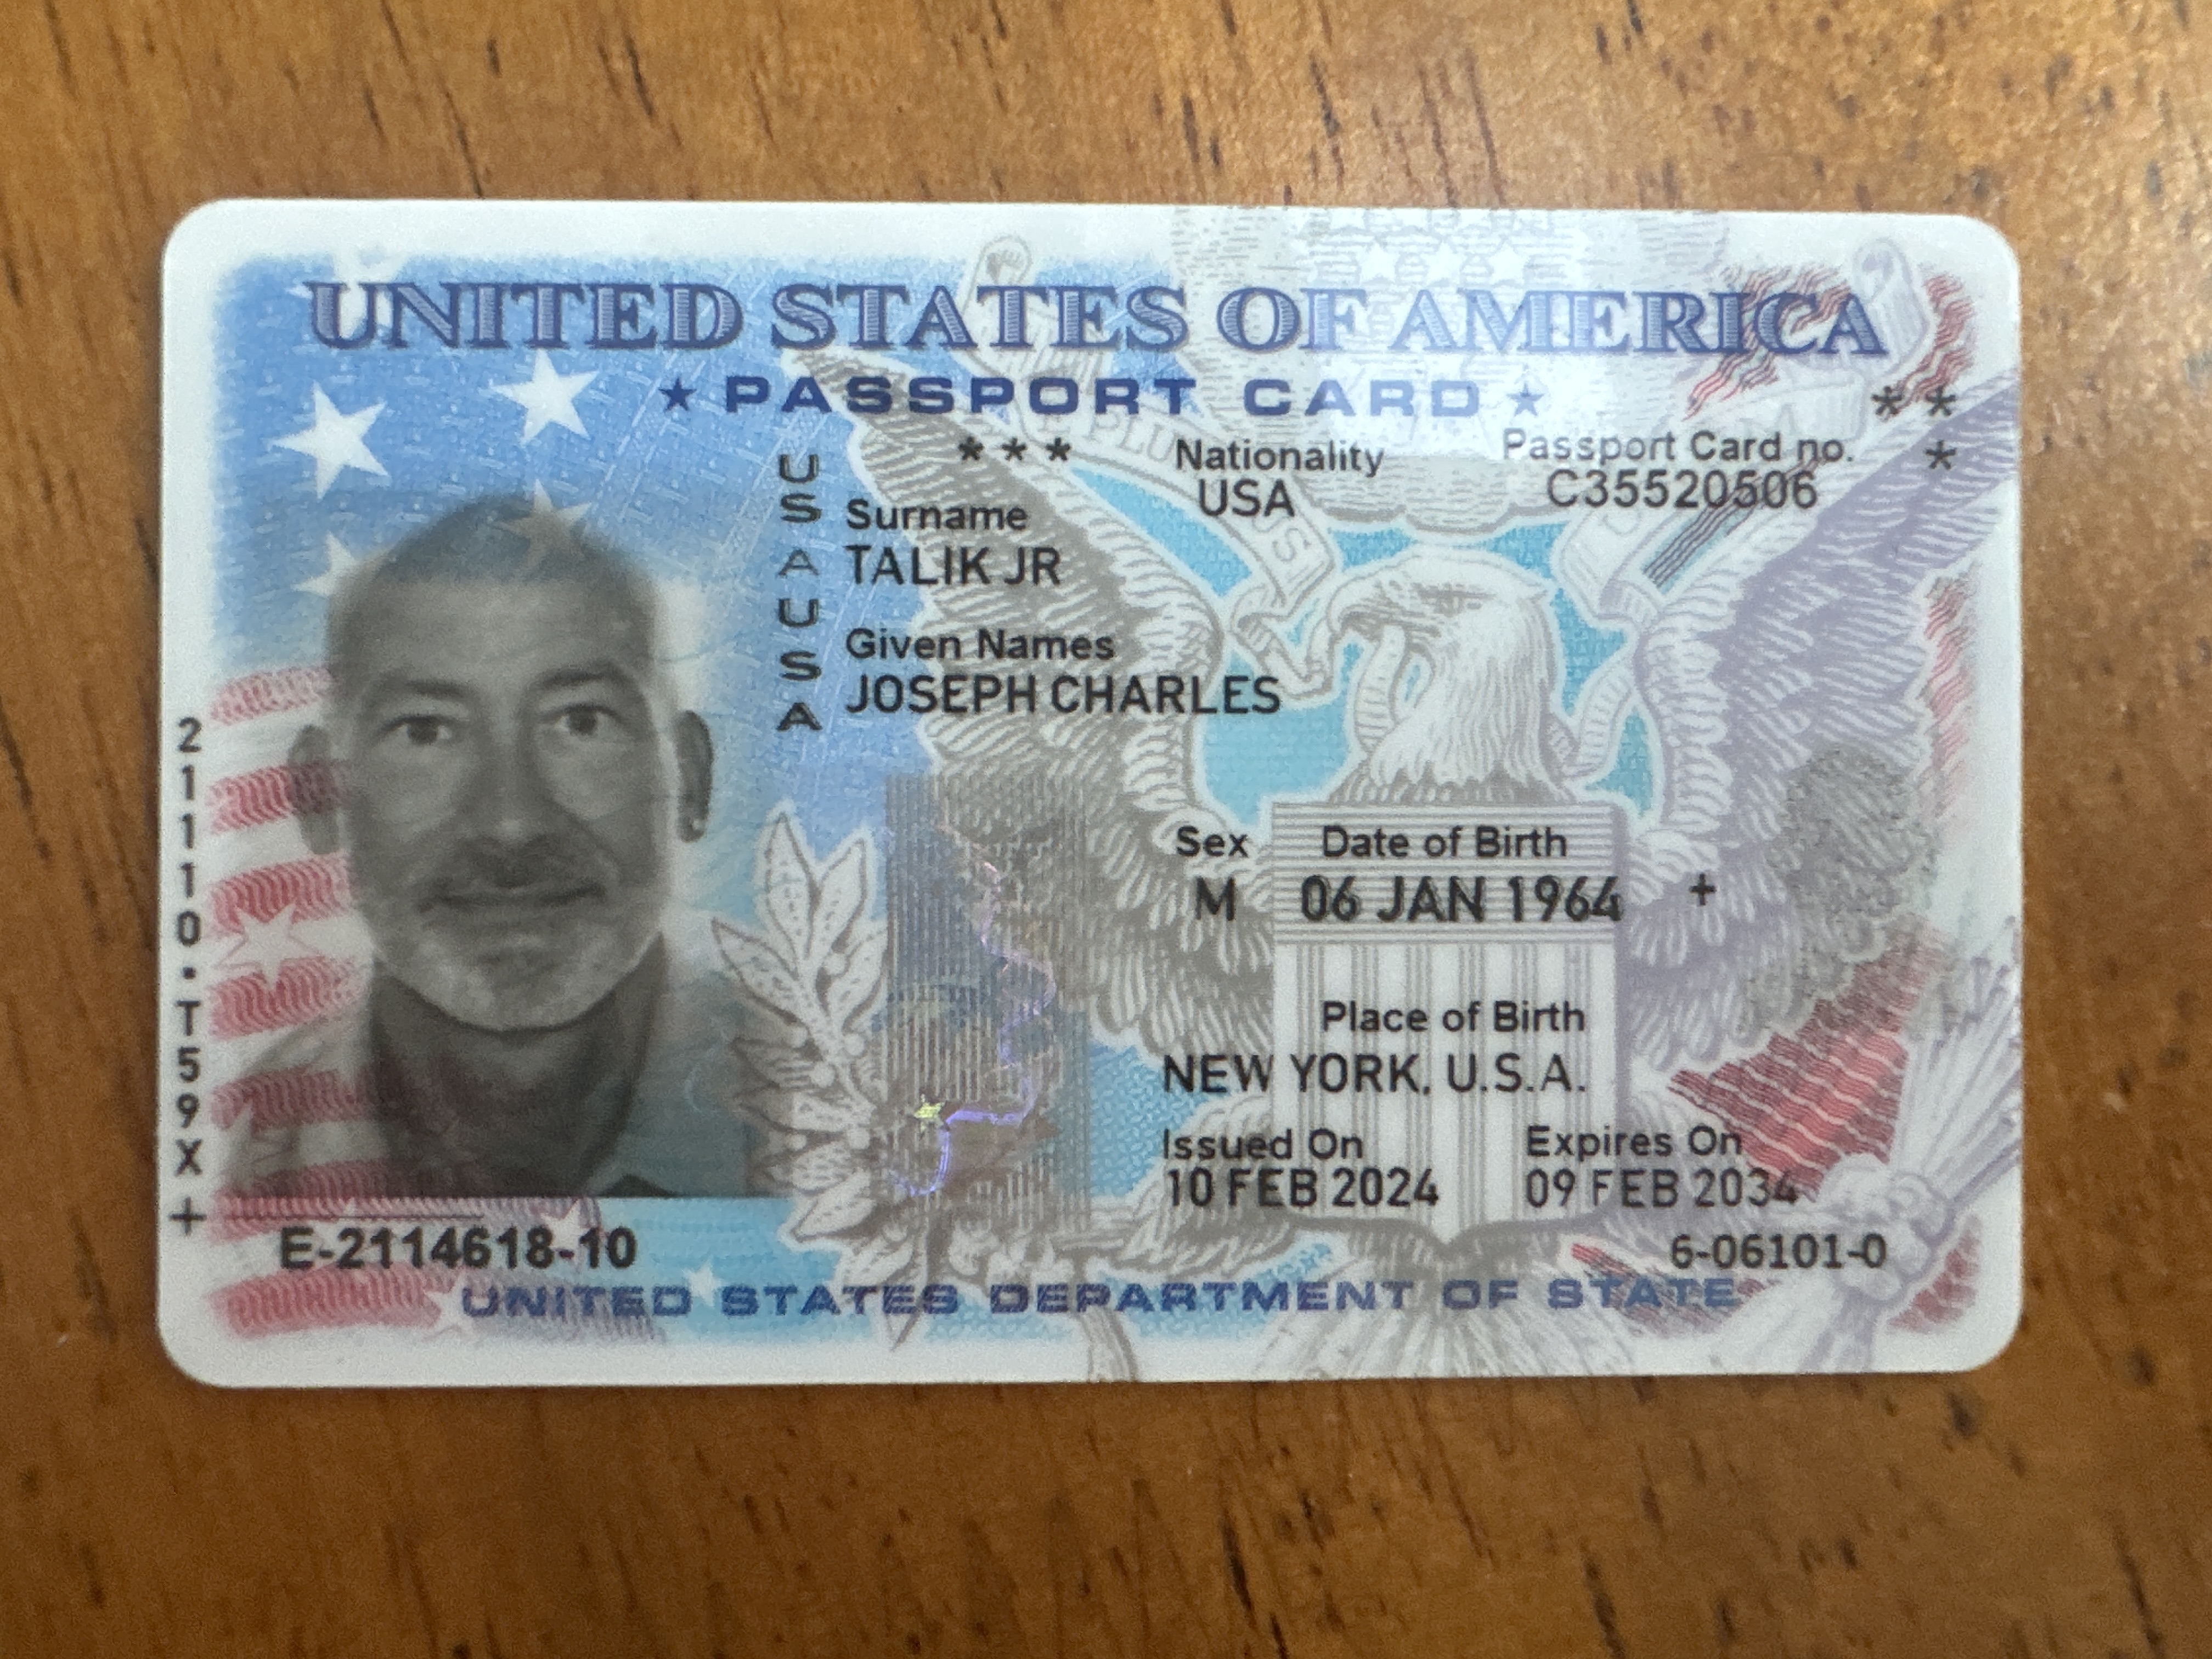 UNITED STATES OF AMERICA
★ PASSPORT CARD ★
* *
* * * Nationality Passport Card no. *
USA C35520506
U S A U S A
Surname
TALIK JR
Given Names
JOSEPH CHARLES
2
1
1
1
0
•
T
5
9
X
+
Sex Date of Birth
M 06 JAN 1964 +
Place of Birth
NEW YORK, U.S.A.
Issued On Expires On
10 FEB 2024 09 FEB 2034
E-2114618-10 6-06101-0
UNITED STATES DEPARTMENT OF STATE